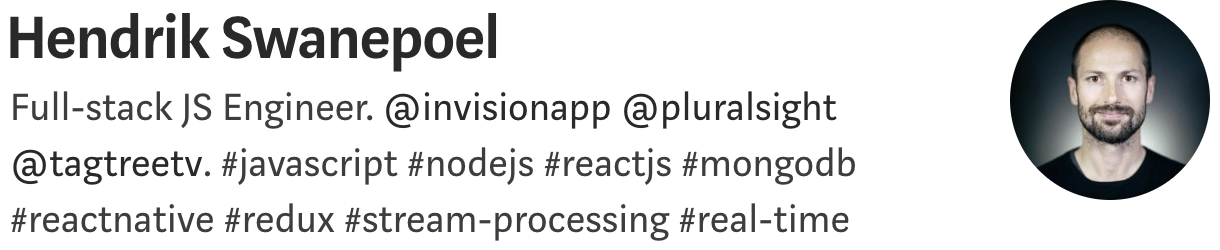 Hendrik Swanepoel
Full-stack JS Engineer. @invisionapp @pluralsight
@tagtreetv. #javascript #nodejs #reactjs #mongodb
#reactnative #redux #stream-processing #real-time